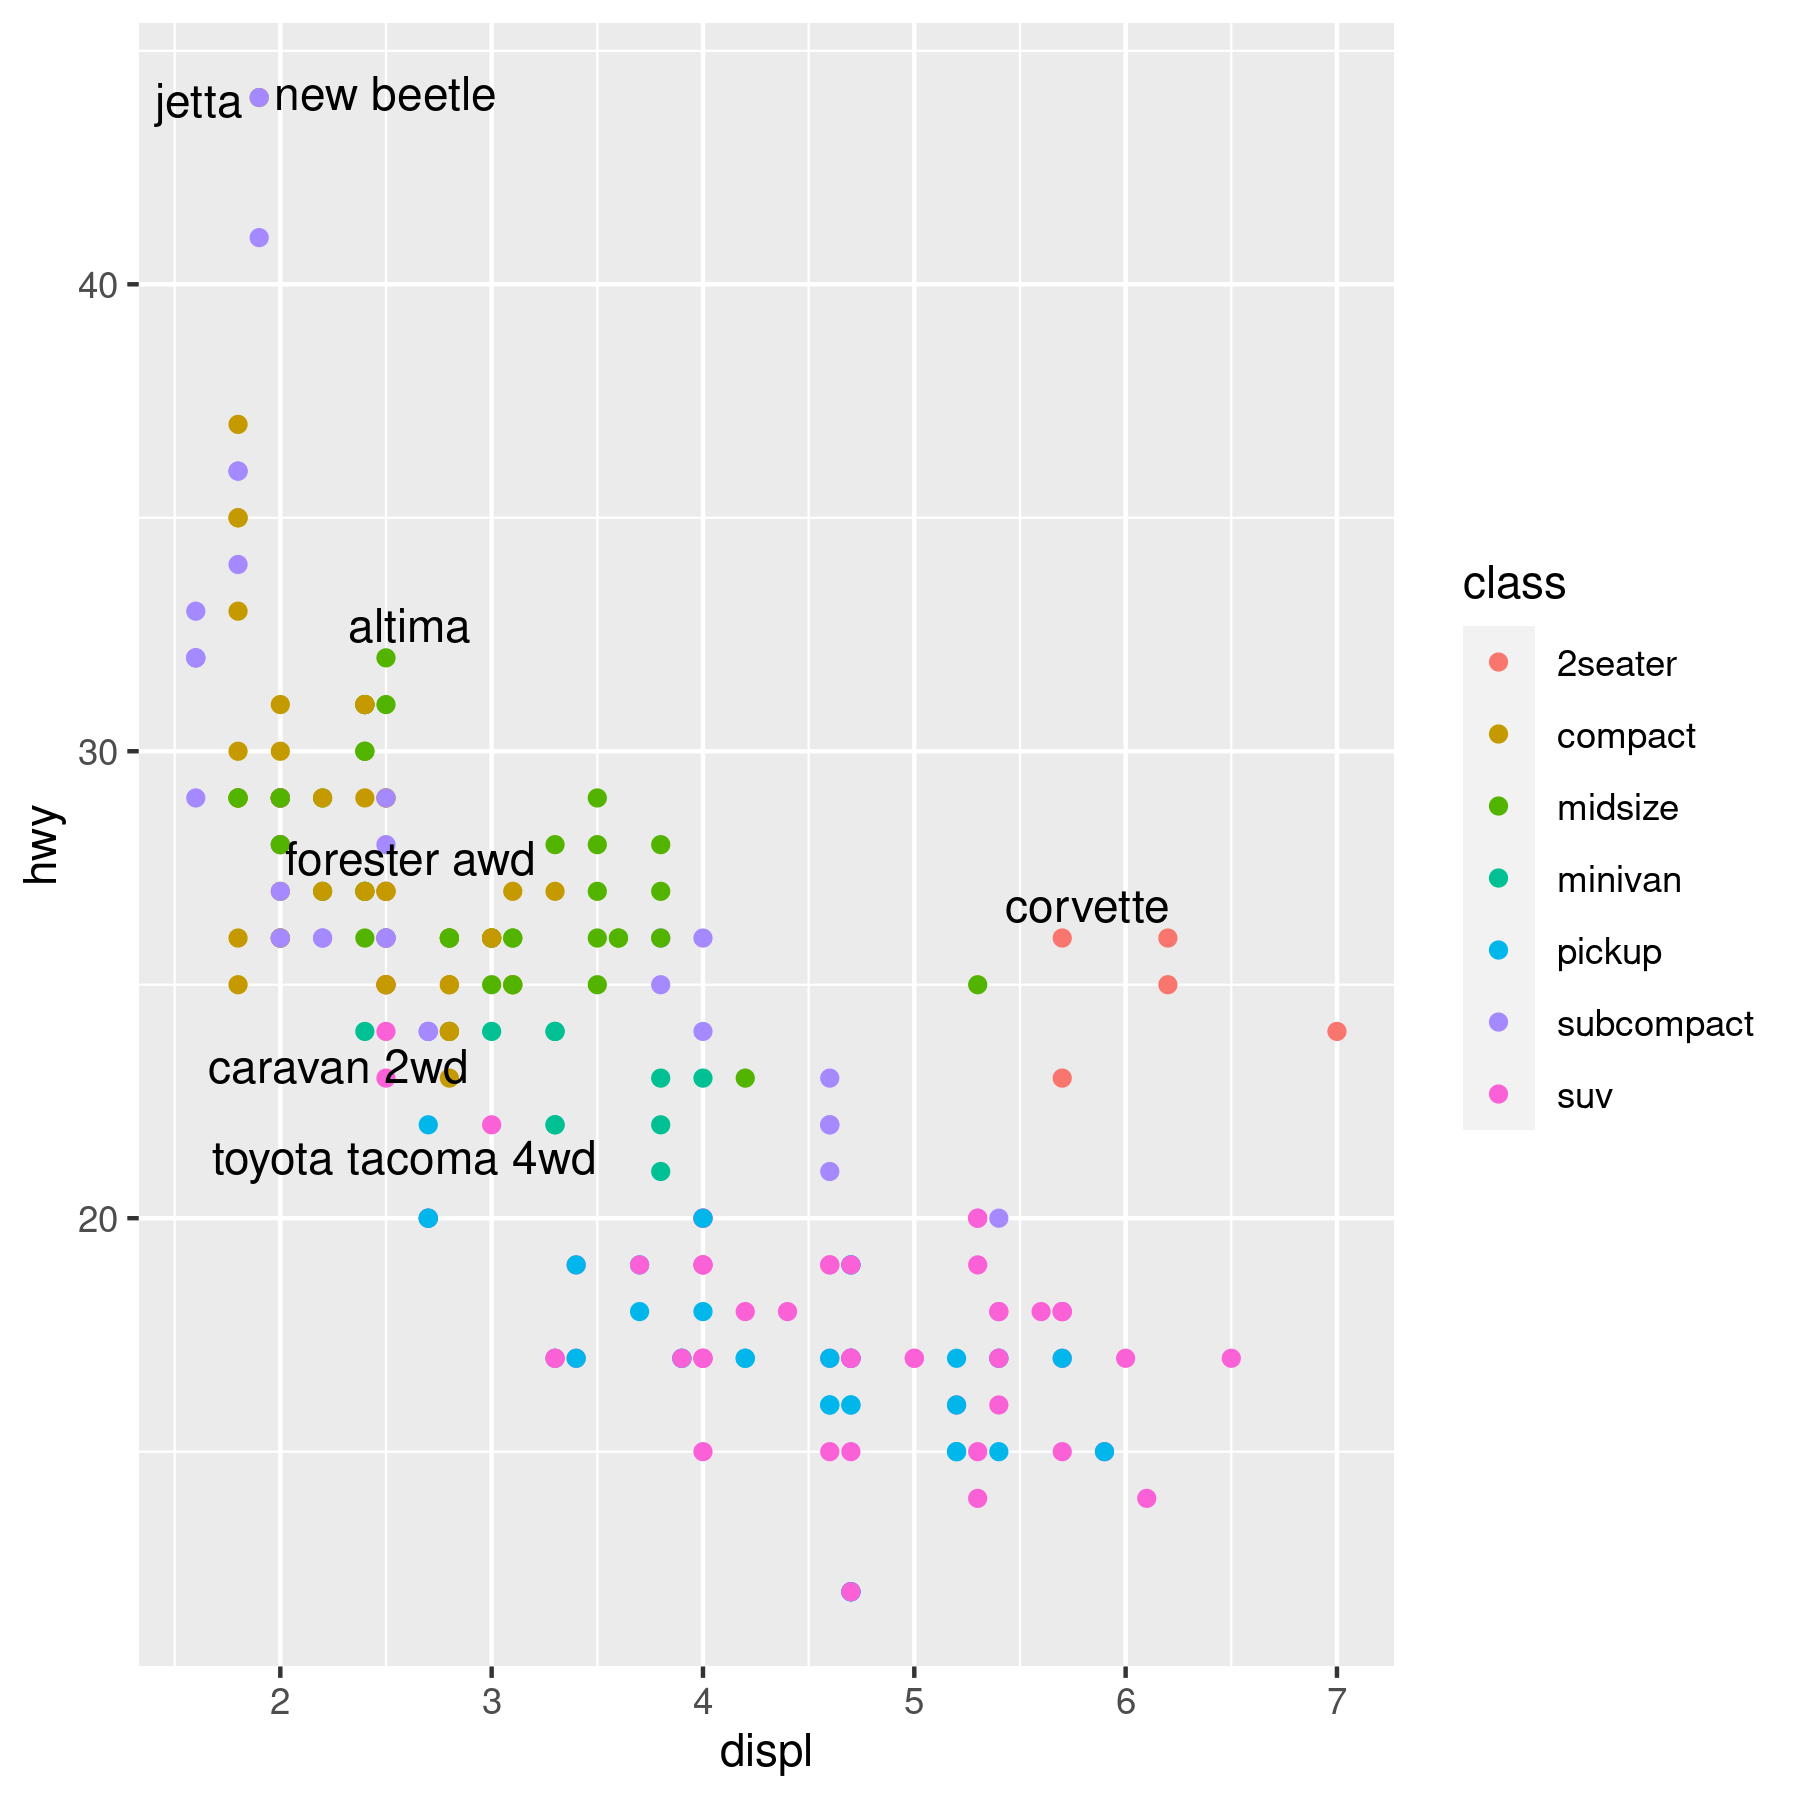 jetta new beetle
40
altima
30
forester awd
corvette
caravan 2wd
toyota tacoma 4wd
20
hwy
2 3 4 5 6 7
displ
class
2seater
compact
midsize
minivan
pickup
subcompact
suv